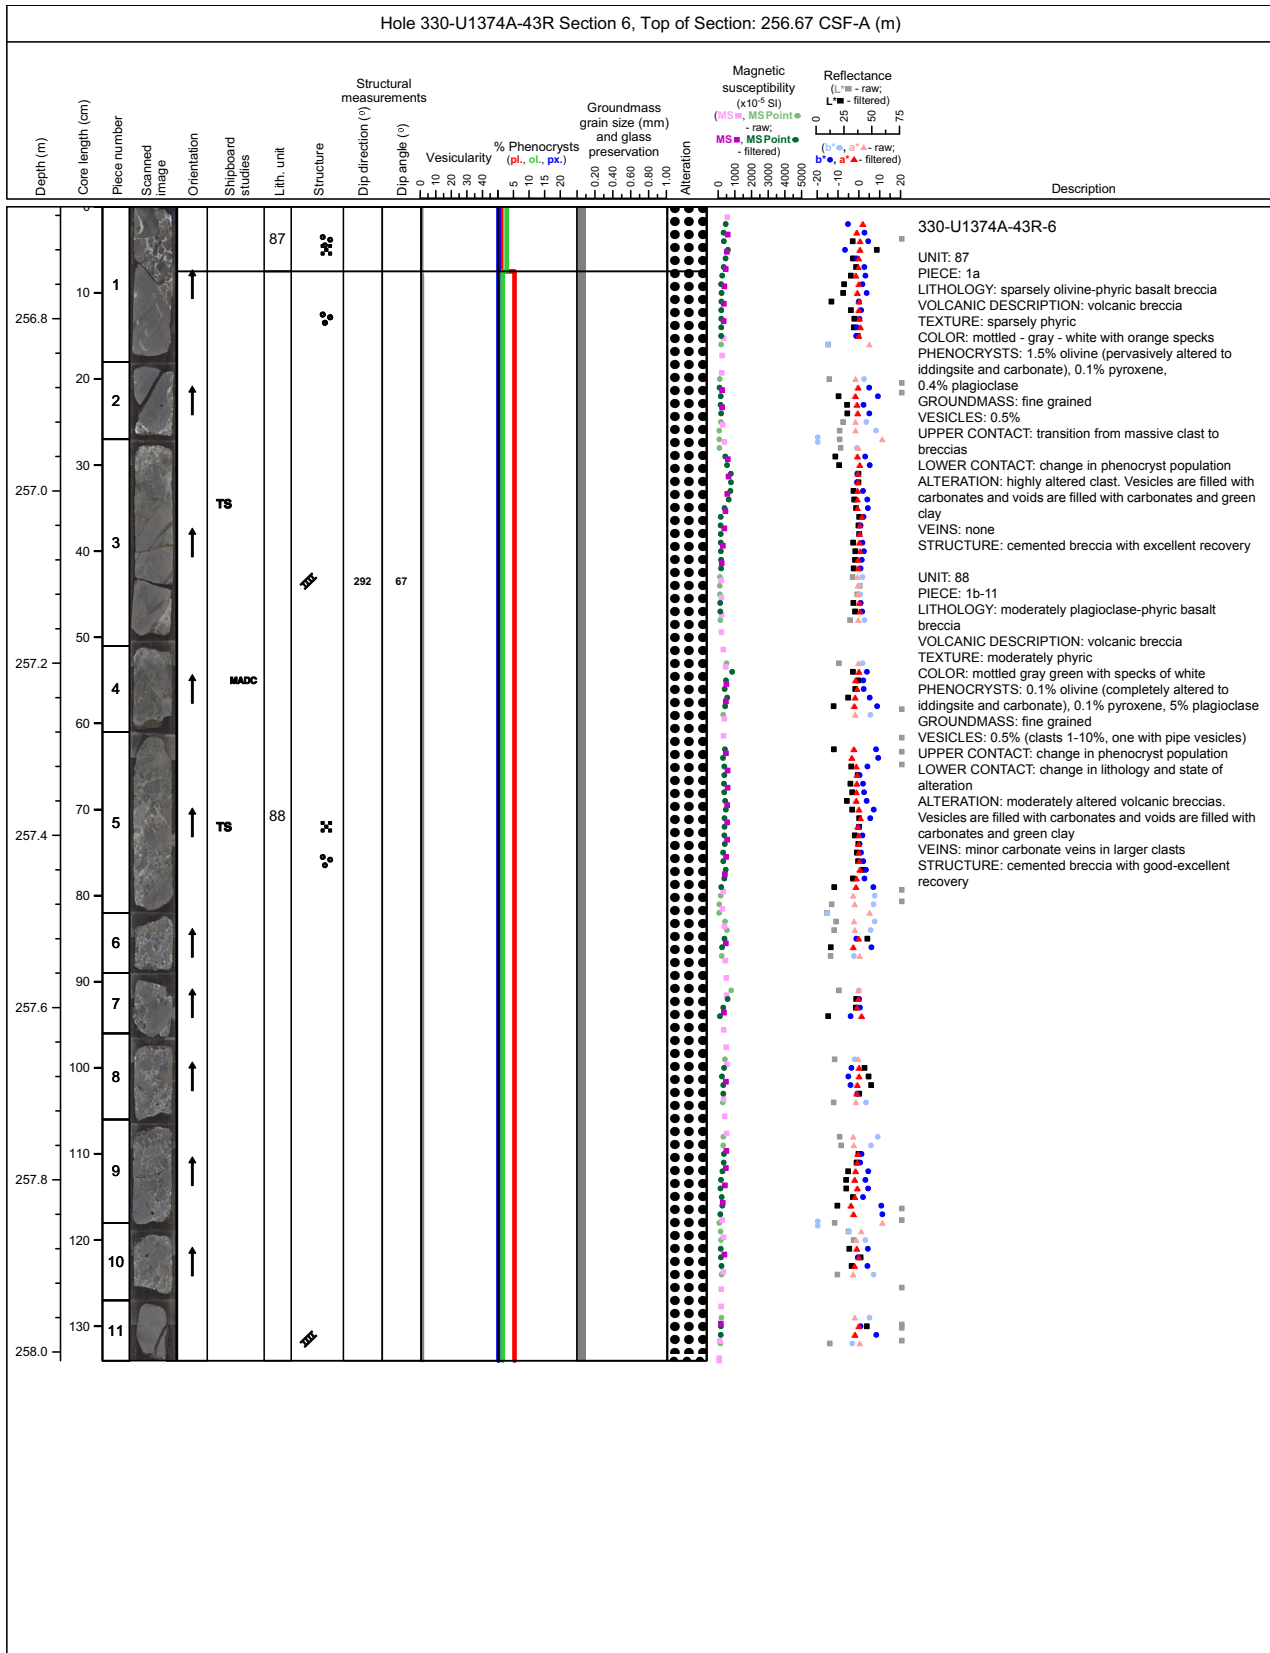 Hole 330-U1374A-43R Section 6, Top of Section: 256.67 CSF-A (m)
Depth (m)
Core length (cm)
Piece number
Scanned
image
Orientation
Shipboard
studies
Lith. unit
Structure
Structural
measurements
Dip direction (°)
Dip angle (°)
Vesicularity
0 10 20 30 40
% Phenocrysts
(pl., ol., px.)
5 10 15 20
Groundmass
grain size (mm)
and glass
preservation
0.20 0.40 0.60 0.80 1.00
Alteration
Magnetic
susceptibility
(x10-5 SI)
(MS, MSPoint
- raw;
MS, MSPoint
- filtered)
0 1000 2000 3000 4000 5000
Reflectance
(L* - raw;
L* - filtered)
0 25 50 75
(b*, a* - raw;
b*, a* - filtered)
-20 -10 0 10 20
Description
256.8
257.0
257.2
257.4
257.6
257.8
258.0
0
10
20
30
40
50
60
70
80
90
100
110
120
130
1
2
3
4
5
6
7
8
9
10
11
TS
MADC
TS
87
88
292 67
330-U1374A-43R-6
UNIT: 87
PIECE: 1a
LITHOLOGY: sparsely olivine-phyric basalt breccia
VOLCANIC DESCRIPTION: volcanic breccia
TEXTURE: sparsely phyric
COLOR: mottled - gray - white with orange specks
PHENOCRYSTS: 1.5% olivine (pervasively altered to
iddingsite and carbonate), 0.1% pyroxene,
0.4% plagioclase
GROUNDMASS: fine grained
VESICLES: 0.5%
UPPER CONTACT: transition from massive clast to
breccias
LOWER CONTACT: change in phenocryst population
ALTERATION: highly altered clast. Vesicles are filled with
carbonates and voids are filled with carbonates and green
clay
VEINS: none
STRUCTURE: cemented breccia with excellent recovery
UNIT: 88
PIECE: 1b-11
LITHOLOGY: moderately plagioclase-phyric basalt
breccia
VOLCANIC DESCRIPTION: volcanic breccia
TEXTURE: moderately phyric
COLOR: mottled gray green with specks of white
PHENOCRYSTS: 0.1% olivine (completely altered to
iddingsite and carbonate), 0.1% pyroxene, 5% plagioclase
GROUNDMASS: fine grained
VESICLES: 0.5% (clasts 1-10%, one with pipe vesicles)
UPPER CONTACT: change in phenocryst population
LOWER CONTACT: change in lithology and state of
alteration
ALTERATION: moderately altered volcanic breccias.
Vesicles are filled with carbonates and voids are filled with
carbonates and green clay
VEINS: minor carbonate veins in larger clasts
STRUCTURE: cemented breccia with good-excellent
recovery